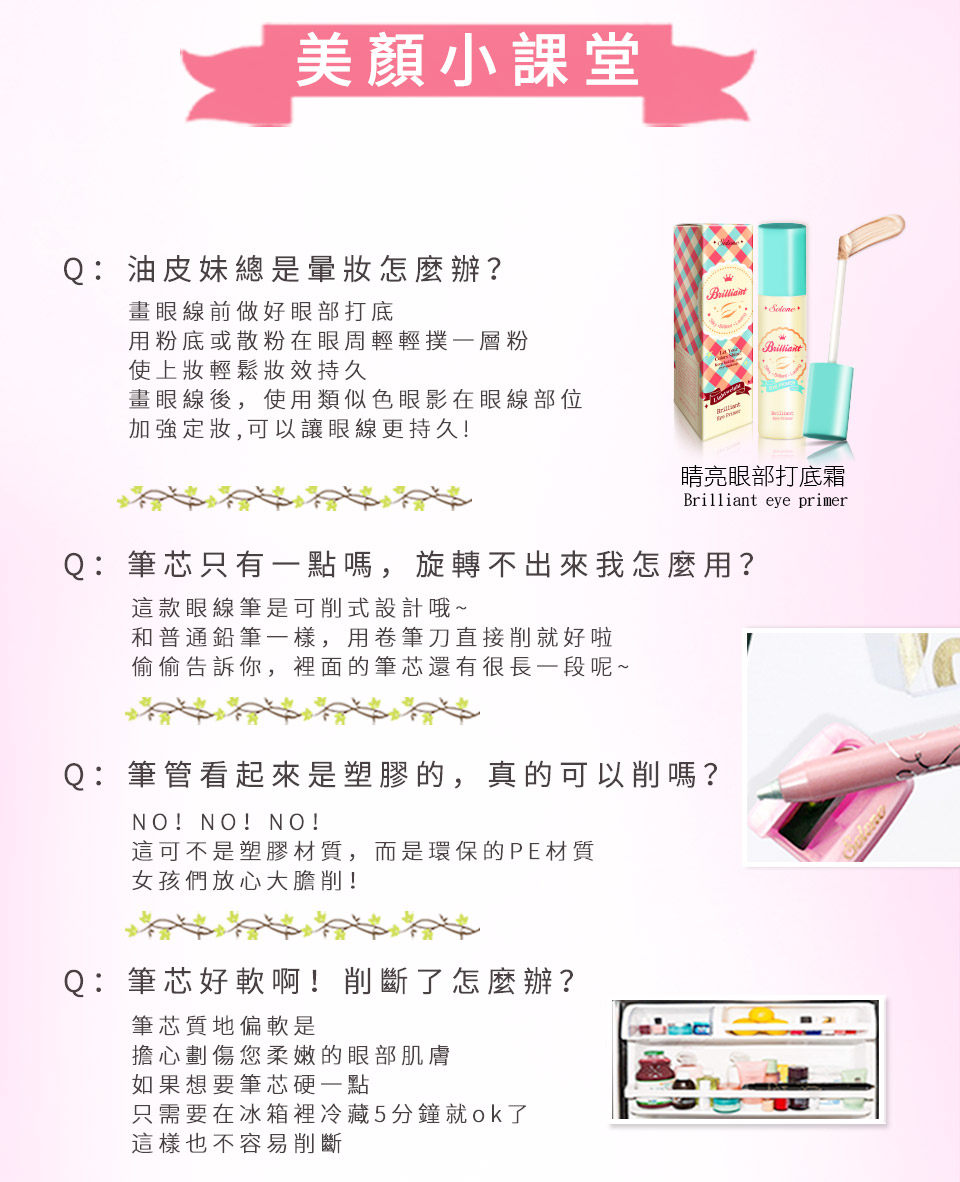 美顏小課堂
Q：油皮妹總是暈妝怎麼辦？
畫眼線前做好眼部打底
用粉底或散粉在眼周輕輕撲一層粉
使上妝輕鬆妝效持久
畫眼線後，使用類似色眼影在眼線部位
加強定妝,可以讓眼線更持久!
Solone
Brilliant
Lightweight
Brilliant
Eye Primer
Solone
Brilliant
EYE PRIMER
Brilliant
Eye Primer
睛亮眼部打底霜
Brilliant eye primer
Q：筆芯只有一點嗎，旋轉不出來我怎麼用？
這款眼線筆是可削式設計哦~
和普通鉛筆一樣，用卷筆刀直接削就好啦
偷偷告訴你，裡面的筆芯還有很長一段呢~
Q：筆管看起來是塑膠的，真的可以削嗎？
NO！NO！NO！
這可不是塑膠材質，而是環保的PE材質
女孩們放心大膽削！
Solone
Q：筆芯好軟啊！削斷了怎麼辦？
筆芯質地偏軟是
擔心劃傷您柔嫩的眼部肌膚
如果想要筆芯硬一點
只需要在冰箱裡冷藏5分鐘就ok了
這樣也不容易削斷